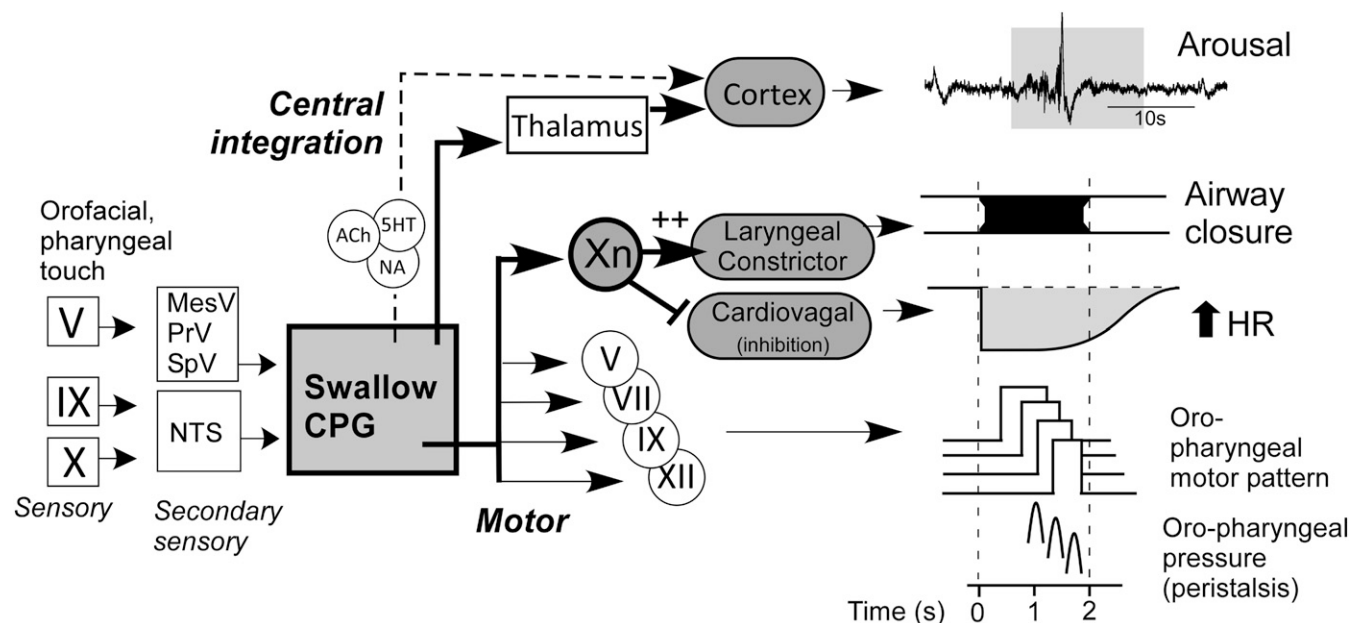 Arousal
10s
Cortex
Thalamus
Central
integration
ACh
5HT
NA
Orofacial,
pharyngeal
touch
V
IX
X
Sensory
MesV
PrV
SpV
NTS
Secondary
sensory
Swallow
CPG
Xn
++
Laryngeal
Constrictor
Airway
closure
Cardiovagal
(inhibition)
HR
V
VII
IX
XII
Motor
Oro-
pharyngeal
motor pattern
Oro-pharyngeal
pressure
(peristalsis)
Time (s) 0 1 2